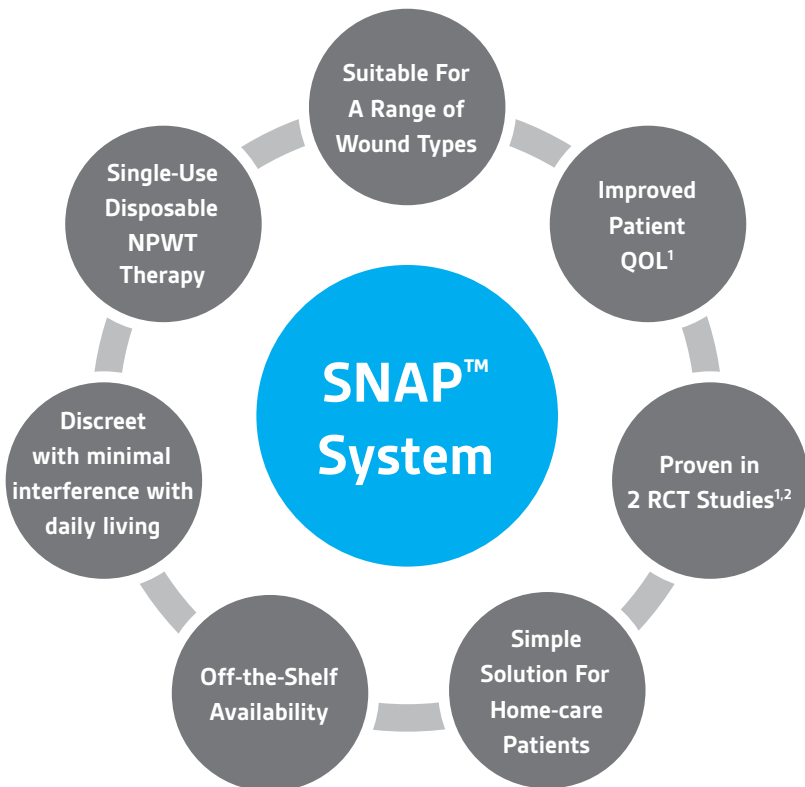 Suitable For
A Range of
Wound Types
Improved
Patient
QOL¹
Proven in
2 RCT Studies¹,²
Simple
Solution For
Home-care
Patients
Off-the-Shelf
Availability
Discreet
with minimal
interference with
daily living
Single-Use
Disposable
NPWT
Therapy
SNAP™
System